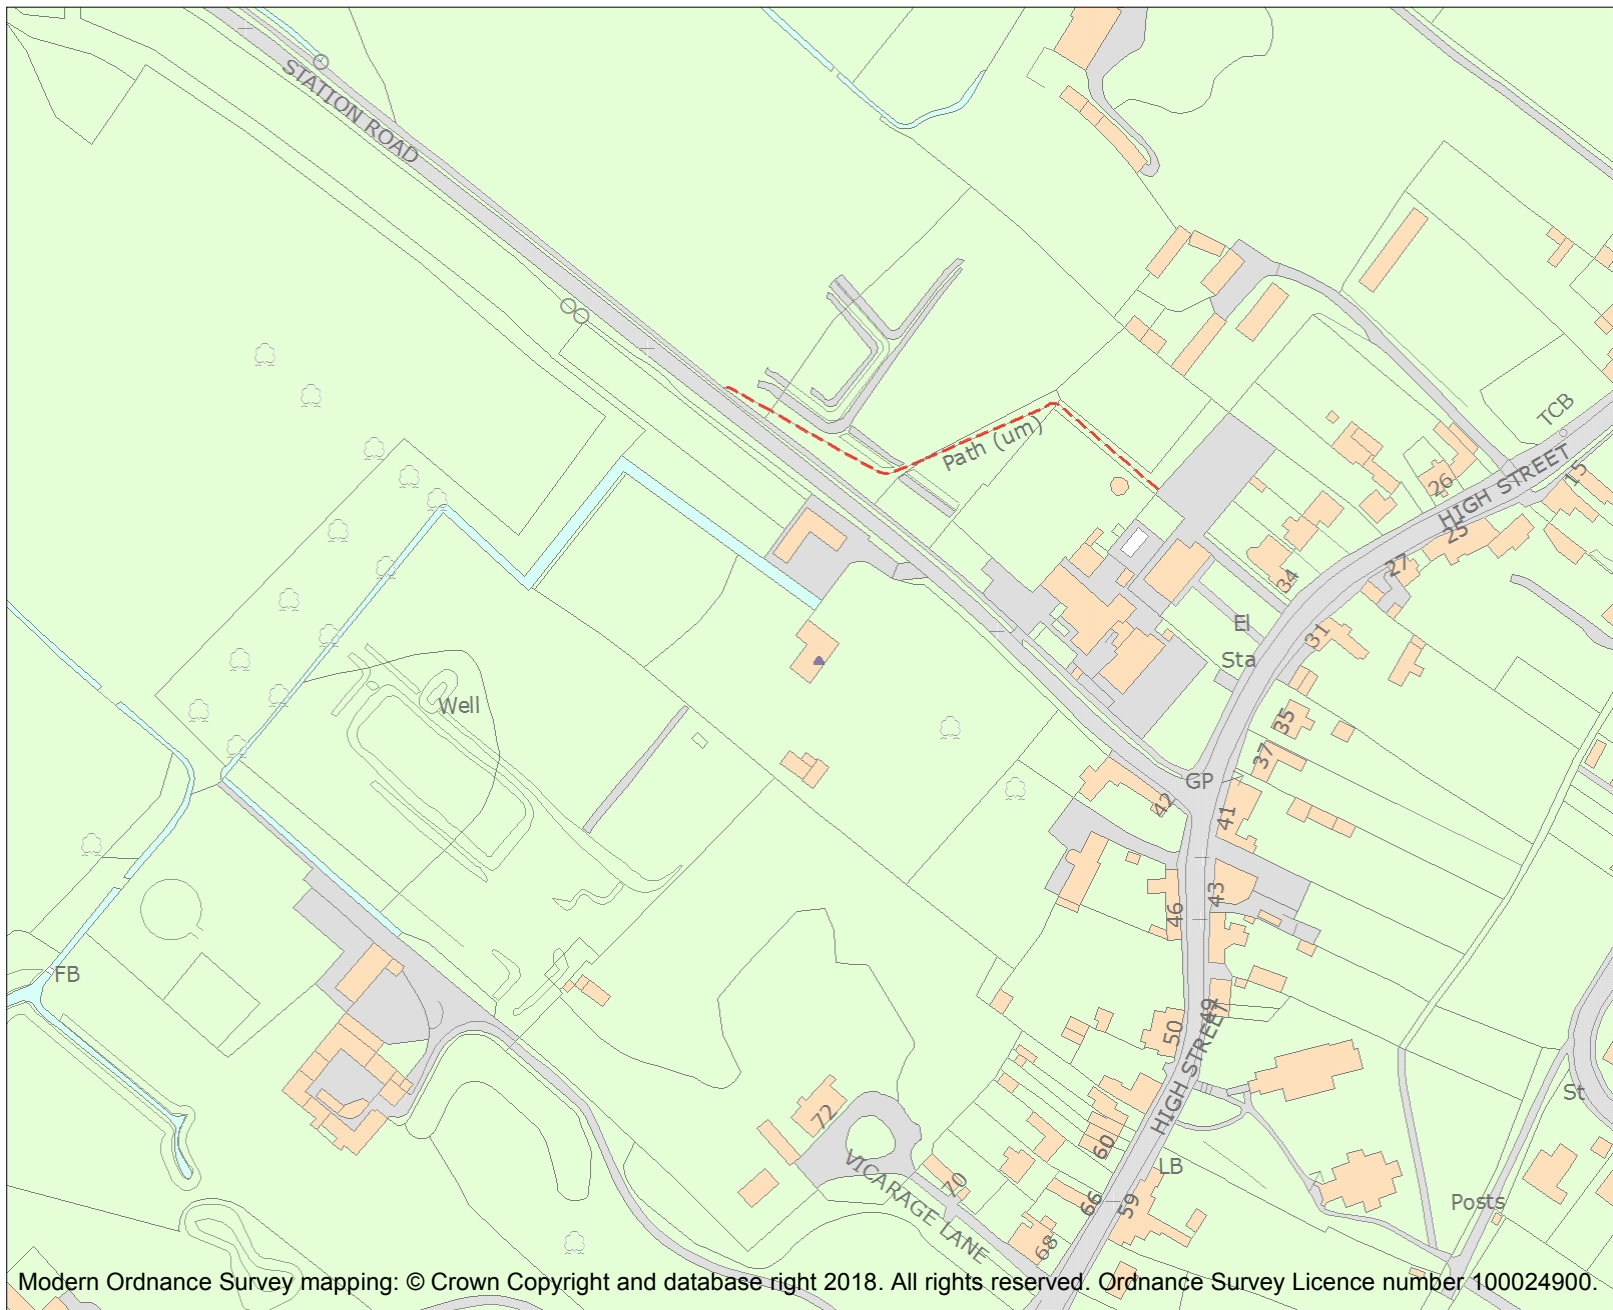 STATION ROAD
Path (um)
TCB
HIGH STREET
15
26
25
27
34
El
Sta
31
35
37
Well
GP
42
41
43
46
FB
49
50
HIGH STREET
St
72
60
VICARAGE LANE
70
LB
66
59
Posts
68
Modern Ordnance Survey mapping: © Crown Copyright and database right 2018. All rights reserved. Ordnance Survey Licence number 100024900.